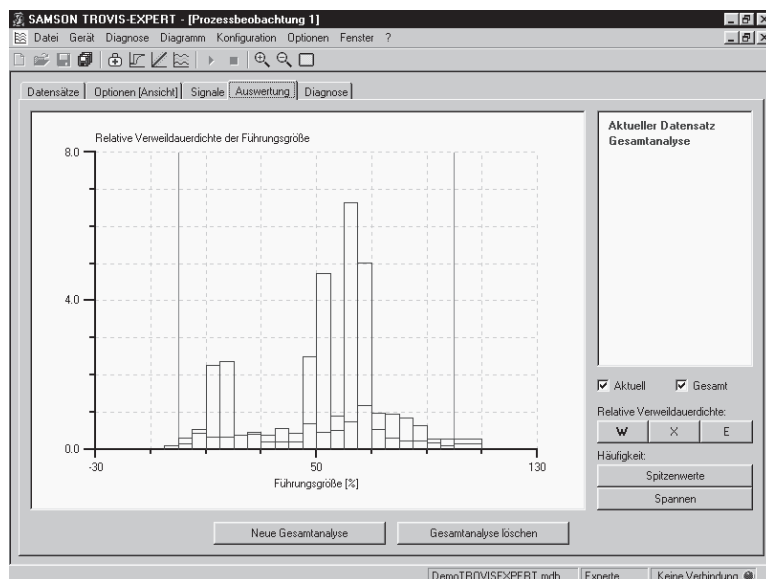 SAMSON TROVIS-EXPERT - [Prozessbeobachtung 1]
Datei Gerät Diagnose Diagramm Konfiguration Optionen Fenster ?
Datensätze Optionen [Ansicht] Signale Auswertung Diagnose
Relative Verweildauerdichte der Führungsgröße
8.0
4.0
0.0
-30 50 130
Führungsgröße [%]
Aktueller Datensatz
Gesamtanalyse
Aktuell Gesamt
Relative Verweildauerdichte:
W X E
Häufigkeit:
Spitzenwerte
Spannen
Neue Gesamtanalyse Gesamtanalyse löschen
DemoTROVISEXPERT.mdb Experte Keine Verbindung